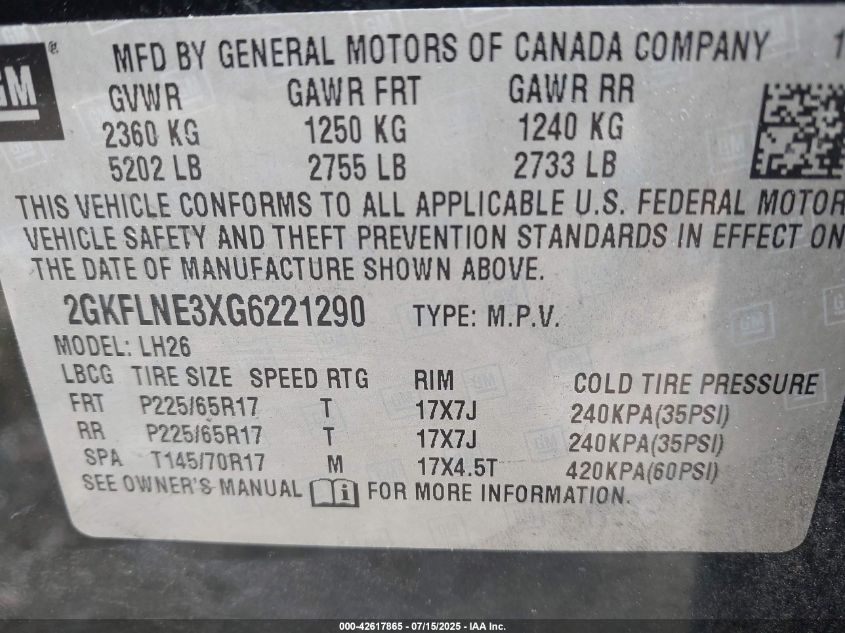 GM ®
MFD BY GENERAL MOTORS OF CANADA COMPANY 1
GVWR GAWR FRT GAWR RR
2360 KG 1250 KG 1240 KG
5202 LB 2755 LB 2733 LB
THIS VEHICLE CONFORMS TO ALL APPLICABLE U.S. FEDERAL MOTOR
VEHICLE SAFETY AND THEFT PREVENTION STANDARDS IN EFFECT ON
THE DATE OF MANUFACTURE SHOWN ABOVE.
2GKFLNE3XG6221290 TYPE: M.P.V.
MODEL: LH26
LBCG TIRE SIZE SPEED RTG RIM COLD TIRE PRESSURE
FRT P225/65R17 T 17X7J 240KPA(35PSI)
RR P225/65R17 T 17X7J 240KPA(35PSI)
SPA T145/70R17 M 17X4.5T 420KPA(60PSI)
SEE OWNER'S MANUAL i FOR MORE INFORMATION.
000-42617865 - 07/15/2025 - IAA Inc.